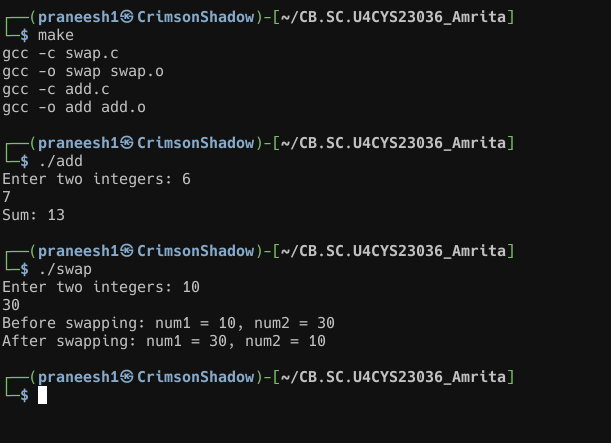 ┌──(praneesh1㉿CrimsonShadow)-[~/CB.SC.U4CYS23036_Amrita]
└─$ make
gcc -c swap.c
gcc -o swap swap.o
gcc -c add.c
gcc -o add add.o
┌──(praneesh1㉿CrimsonShadow)-[~/CB.SC.U4CYS23036_Amrita]
└─$ ./add
Enter two integers: 6
7
Sum: 13
┌──(praneesh1㉿CrimsonShadow)-[~/CB.SC.U4CYS23036_Amrita]
└─$ ./swap
Enter two integers: 10
30
Before swapping: num1 = 10, num2 = 30
After swapping: num1 = 30, num2 = 10
┌──(praneesh1㉿CrimsonShadow)-[~/CB.SC.U4CYS23036_Amrita]
└─$